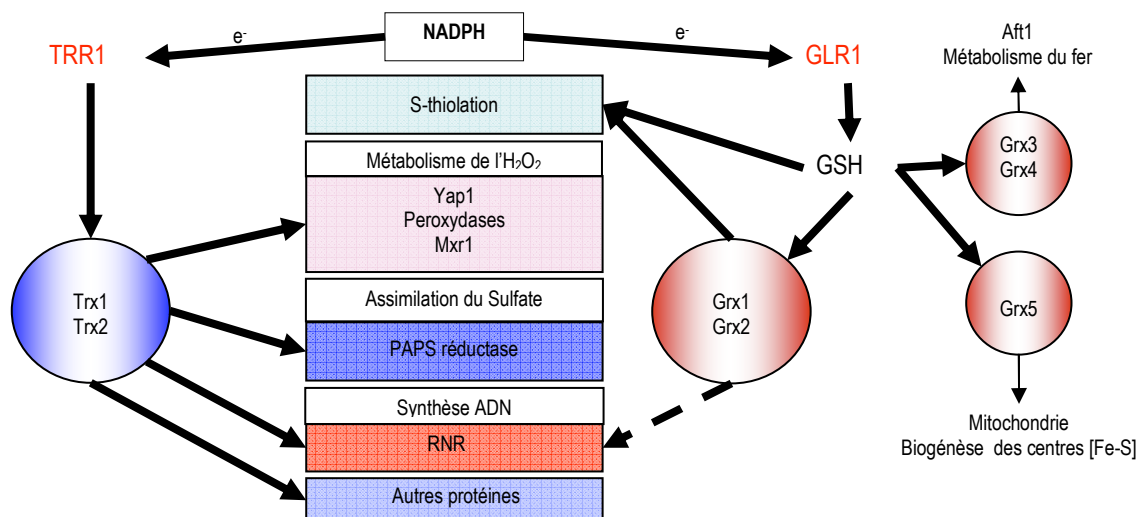 NADPH
e-
e-
TRR1
GLR1
Aft1
Métabolisme du fer
S-thiolation
Métabolisme de l'H2O2
Yap1
Peroxydases
Mxr1
GSH
Grx3
Grx4
Trx1
Trx2
Assimilation du Sulfate
PAPS réductase
Grx1
Grx2
Grx5
Synthèse ADN
RNR
Autres protéines
Mitochondrie
Biogénèse des centres [Fe-S]